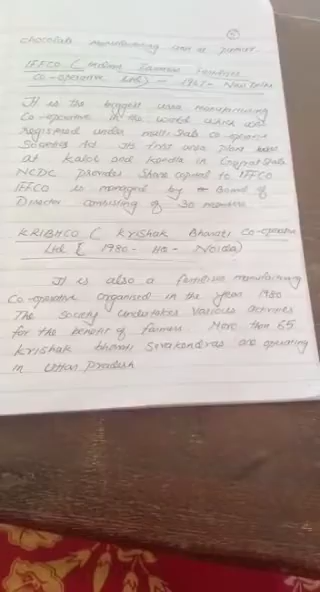 5
chocolate manufacturing unit at
IFFCO ( Indian Farmers Fertilizer
Co-operative Ltd) - 1967 - New Delhi
It is the biggest urea manufacturing
Co-operative in the world which was
Registered under multi state co-operative
Societies Act Its first urea plant
at Kalol and Kandla in Gujrat State
NCDC provides Share capital to IFFCO
IFFCO is managed by Board of
Director consisting of 30 members
KRIBHCO ( Krishak Bharati Co-operative
Ltd { 1980 - HO - Noida)
It is also a fertilizer manufacturing
Co-operative organised in the year 1980
The society undertakes various activities
for the benefit of farmers More than 65
Krishak bharati Sevakendras are operating
in Uttar Pradesh